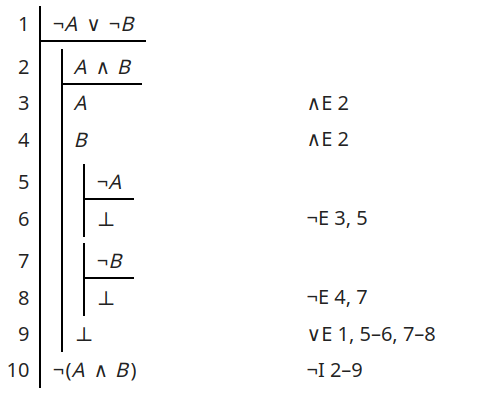 1 ¬A ∨ ¬B
2 A ∧ B
3 A ∧E 2
4 B ∧E 2
5 ¬A
6 ⊥ ¬E 3, 5
7 ¬B
8 ⊥ ¬E 4, 7
9 ⊥ ∨E 1, 5–6, 7–8
10 ¬(A ∧ B) ¬I 2–9